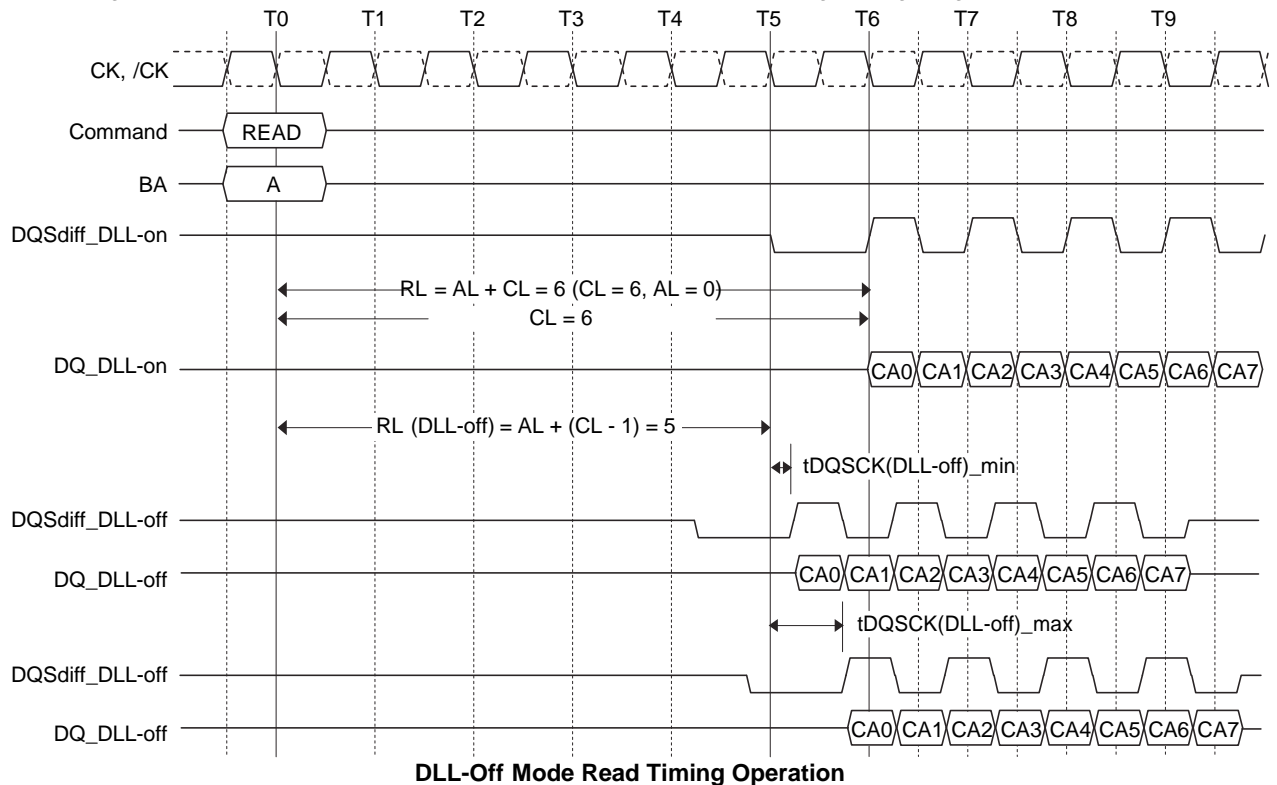 T0 T1 T2 T3 T4 T5 T6 T7 T8 T9
CK, /CK
Command READ
BA A
DQSdiff_DLL-on
RL = AL + CL = 6 (CL = 6, AL = 0)
CL = 6
DQ_DLL-on CA0 CA1 CA2 CA3 CA4 CA5 CA6 CA7
RL (DLL-off) = AL + (CL - 1) = 5
tDQSCK(DLL-off)_min
DQSdiff_DLL-off
DQ_DLL-off CA0 CA1 CA2 CA3 CA4 CA5 CA6 CA7
tDQSCK(DLL-off)_max
DQSdiff_DLL-off
DQ_DLL-off CA0 CA1 CA2 CA3 CA4 CA5 CA6 CA7
DLL-Off Mode Read Timing Operation